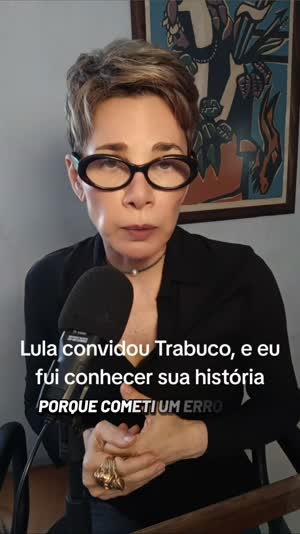 Lula convidou Trabuco, e eu
fui conhecer sua história
PORQUE COMETI UM ERRO